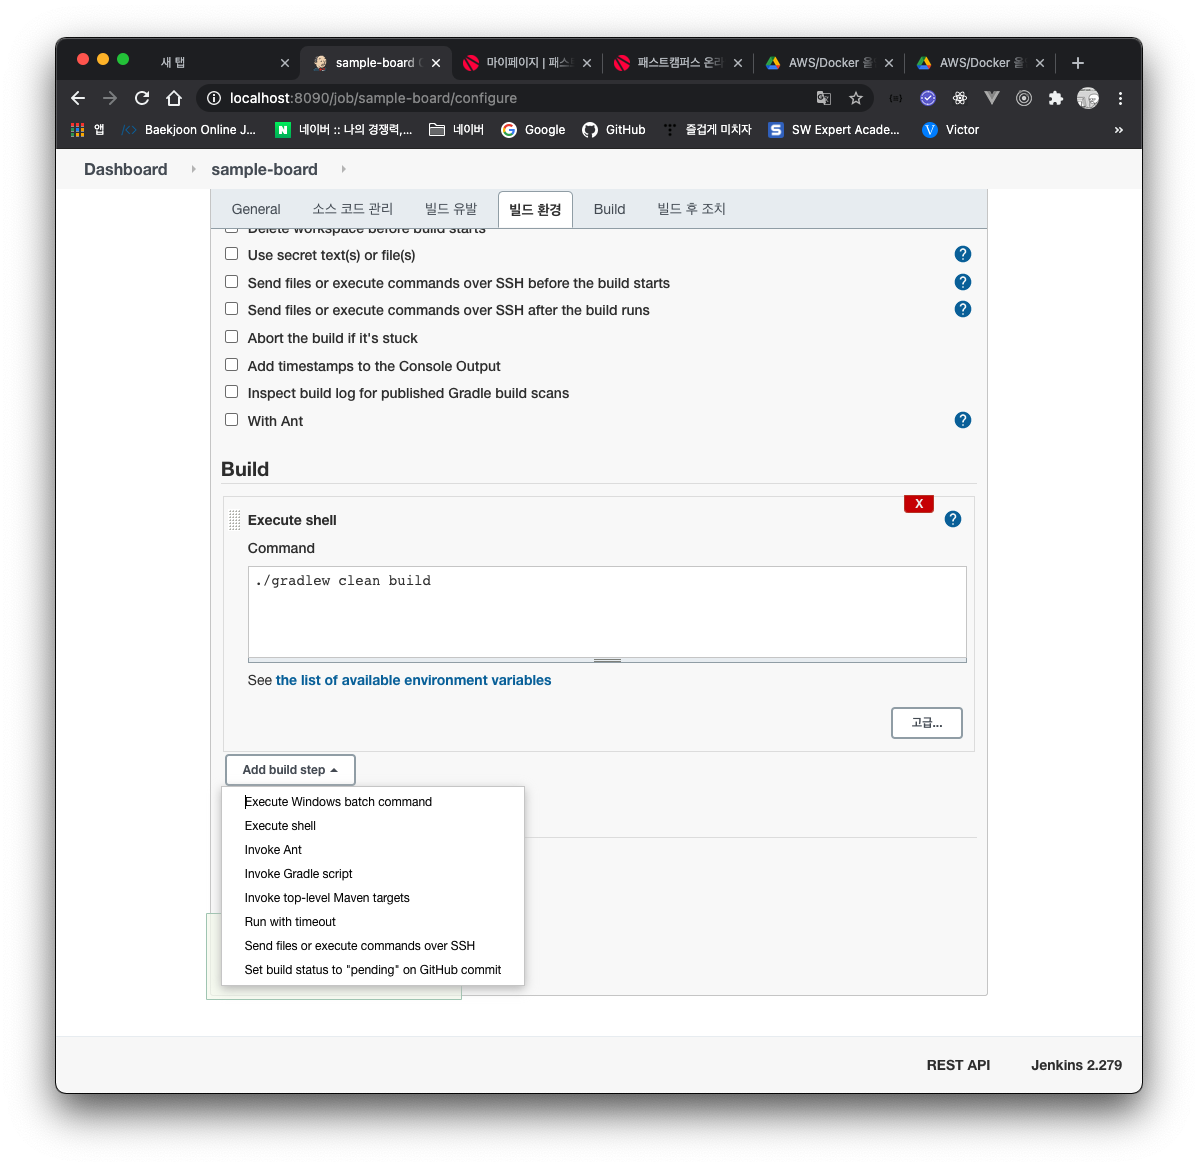 새 탭
sample-board
마이페이지 | 패스
패스트캠퍼스 온라
AWS/Docker 을
AWS/Docker 을
localhost:8090/job/sample-board/configure
앱
Baekjoon Online J...
네이버 :: 나의 경쟁력,...
네이버
Google
GitHub
즐겁게 미치자
SW Expert Acade...
Victor
»
Dashboard
sample-board
General
소스 코드 관리
빌드 유발
빌드 환경
Build
빌드 후 조치
Delete workspace before build starts
Use secret text(s) or file(s)
Send files or execute commands over SSH before the build starts
Send files or execute commands over SSH after the build runs
Abort the build if it's stuck
Add timestamps to the Console Output
Inspect build log for published Gradle build scans
With Ant
Build
X
Execute shell
Command
./gradlew clean build
See the list of available environment variables
고급...
Add build step
Execute Windows batch command
Execute shell
Invoke Ant
Invoke Gradle script
Invoke top-level Maven targets
Run with timeout
Send files or execute commands over SSH
Set build status to "pending" on GitHub commit
REST API
Jenkins 2.279